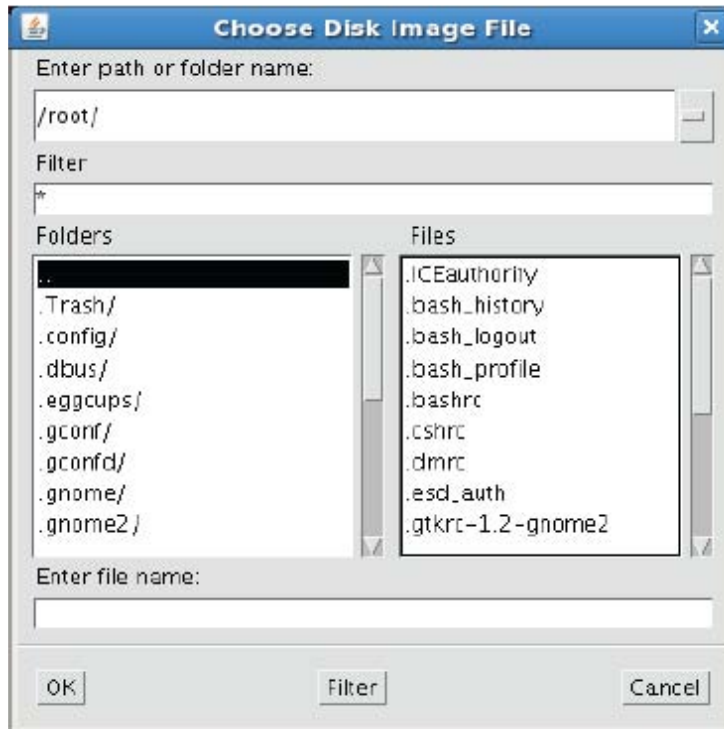 Choose Disk Image File
Enter path or folder name:
/root/
Filter
*
Folders
..
.Trash/
.config/
.dbus/
.eggcups/
.gconf/
.gconfd/
.gnome/
.gnome2/
Files
.ICEauthority
.bash_history
.bash_logout
.bash_profile
.bashrc
.cshrc
.dmrc
.esd_auth
.gtkrc-1.2-gnome2
Enter file name:
OK
Filter
Cancel